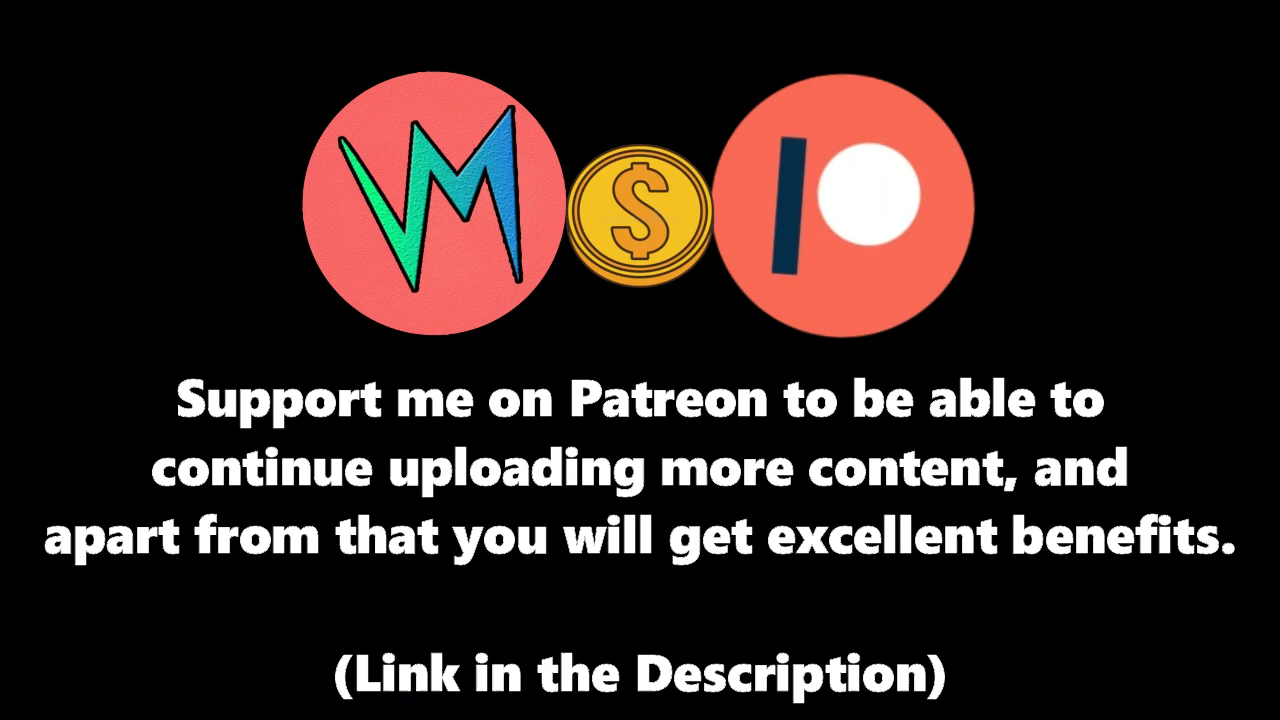 VM
$
Support me on Patreon to be able to
continue uploading more content, and
apart from that you will get excellent benefits.
(Link in the Description)